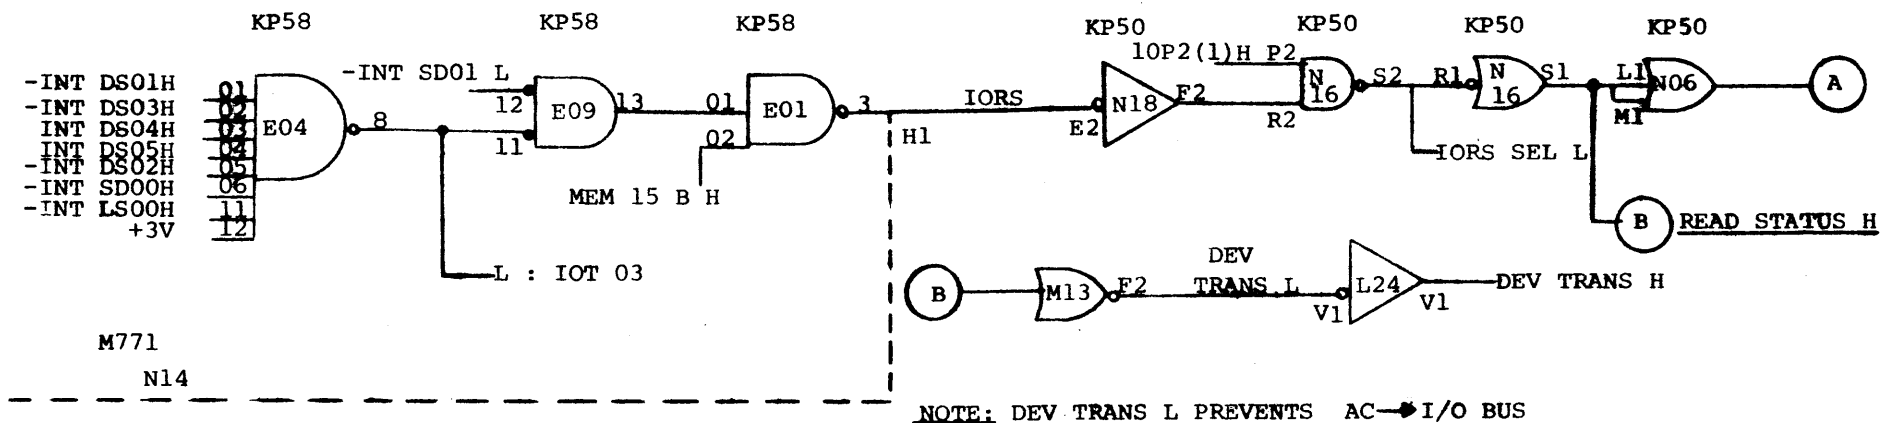 KP58 KP58 KP58 KP50 KP50 KP50 KP50
10P2(1)H P2
-INT DS01H 01
-INT DS03H 02
INT DS04H 03
INT DS05H 04
-INT DS02H 05
-INT SD00H 06
-INT LS00H 11
+3V 12
E04
8
-INT SD01 L
12
11
E09
13
01
02
E01
3
MEM 15 B H
L : IOT 03
IORS
H1
E2
N18
F2
R2
N
16
S2
R1
N
16
S1
L1
M1
N06
A
IORS SEL L
B READ STATUS H
B
M13
F2
DEV
TRANS L
V1
L24
V1
DEV TRANS H
M771
N14
NOTE: DEV TRANS L PREVENTS AC→I/O BUS